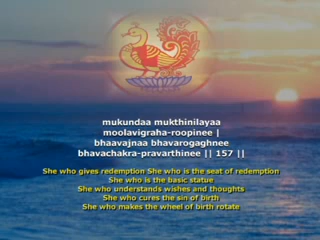 mukundaa mukthinilayaa
moolavigraha-roopinee |
bhaavajnaa bhavarogaghnee
bhavachakra-pravarthinee || 157 ||
She who gives redemption She who is the seat of redemption
She who is the basic statue
She who understands wishes and thoughts
She who cures the sin of birth
She who makes the wheel of birth rotate